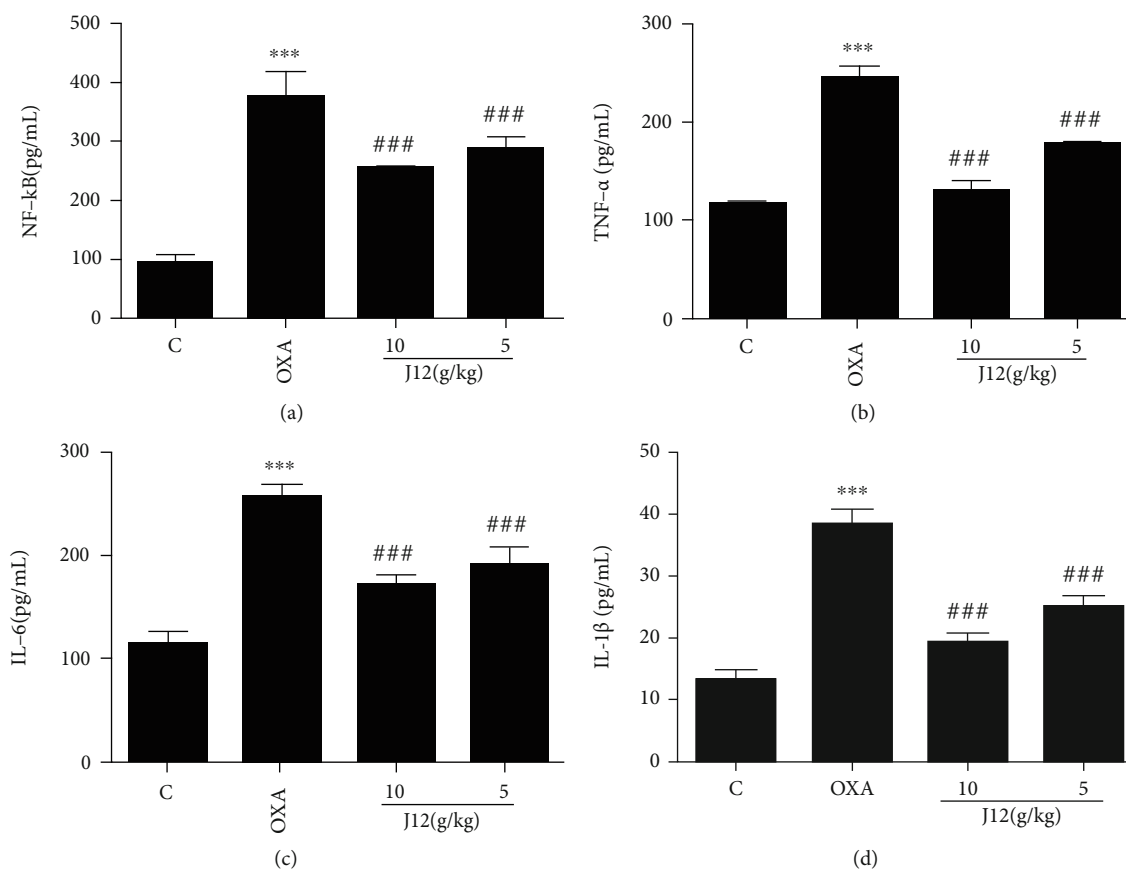 500
400
300
200
100
0
NF–kB(pg/mL)
***
###
###
C
OXA
10
5
J12(g/kg)
(a)
300
200
100
0
TNF–α (pg/mL)
***
###
###
C
OXA
10
5
J12(g/kg)
(b)
300
200
100
0
IL–6(pg/mL)
***
###
###
C
OXA
10
5
J12(g/kg)
(c)
50
40
30
20
10
0
IL-1β (pg/mL)
***
###
###
C
OXA
10
5
J12(g/kg)
(d)